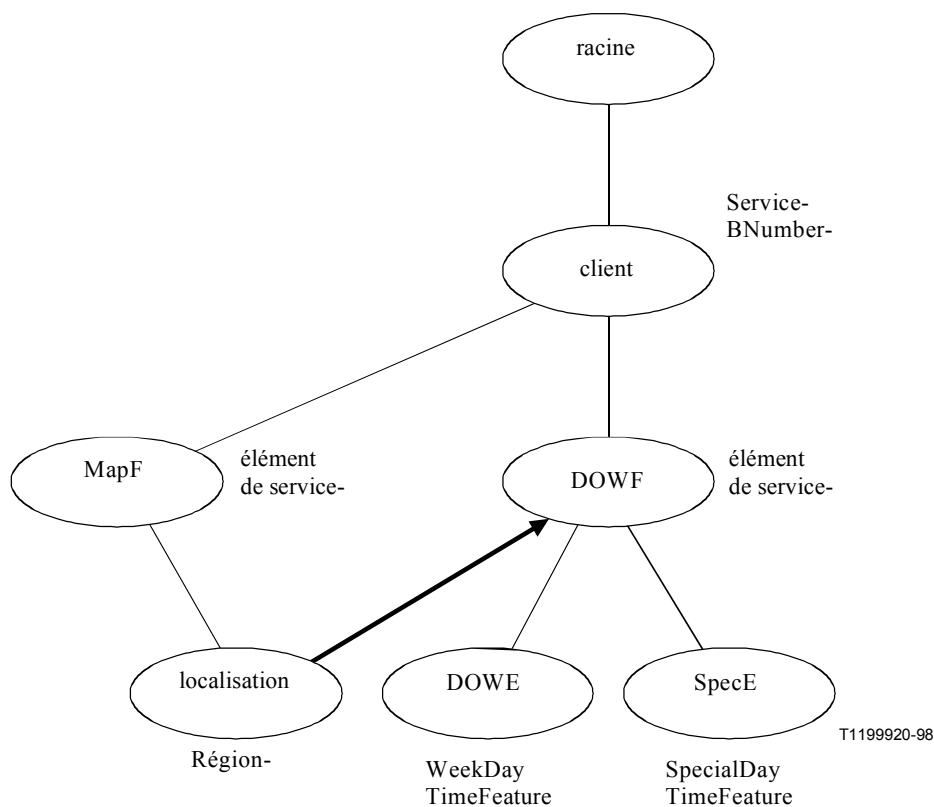 racine
Service-
BNumber-
client
MapF
élément
de service-
DOWF
élément
de service-
localisation
DOWE
SpecE
T1199920-98
Région-
WeekDay
TimeFeature
SpecialDay
TimeFeature